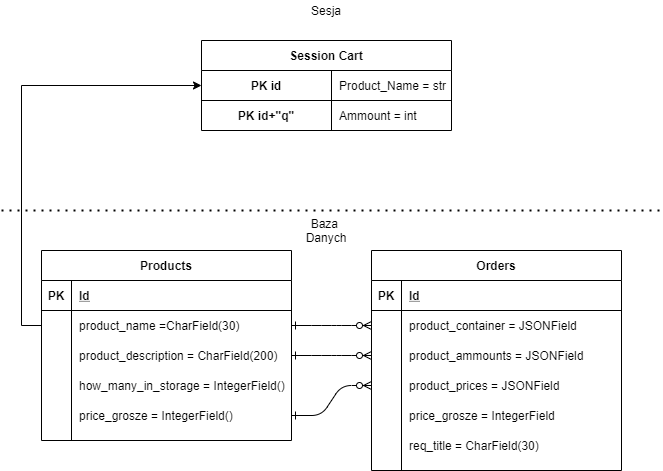 Sesja
Session Cart
PK id Product_Name = str
PK id+"q" Ammount = int
Baza
Danych
Products
PK Id
product_name =CharField(30)
product_description = CharField(200)
how_many_in_storage = IntegerField()
price_grosze = IntegerField()
Orders
PK Id
product_container = JSONField
product_ammounts = JSONField
product_prices = JSONField
price_grosze = IntegerField
req_title = CharField(30)